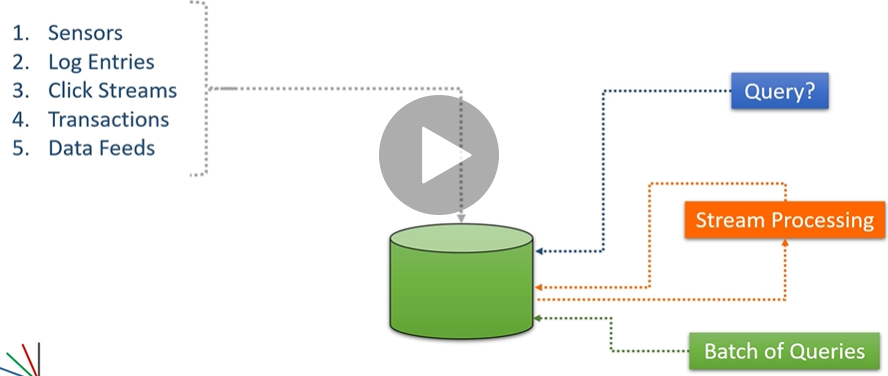 1. Sensors
2. Log Entries
3. Click Streams
4. Transactions
5. Data Feeds
Query?
Stream Processing
Batch of Queries